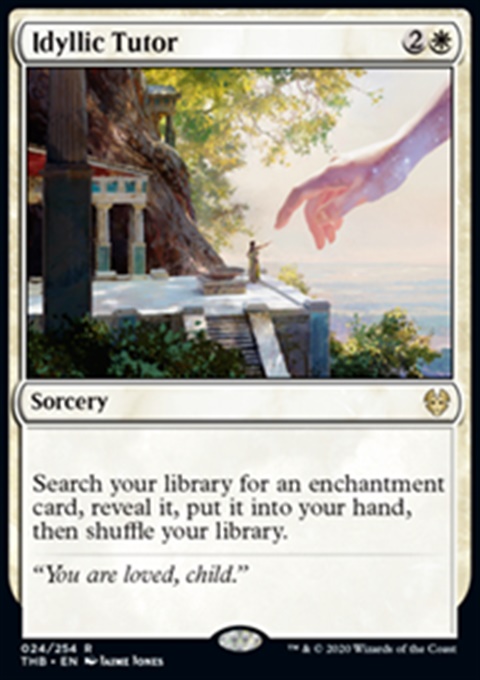 Idyllic Tutor 2
Sorcery
Search your library for an enchantment
card, reveal it, put it into your hand,
then shuffle your library.
"You are loved, child."
024/254 R
THB • EN Jaime Jones
™ & © 2020 Wizards of the Coast